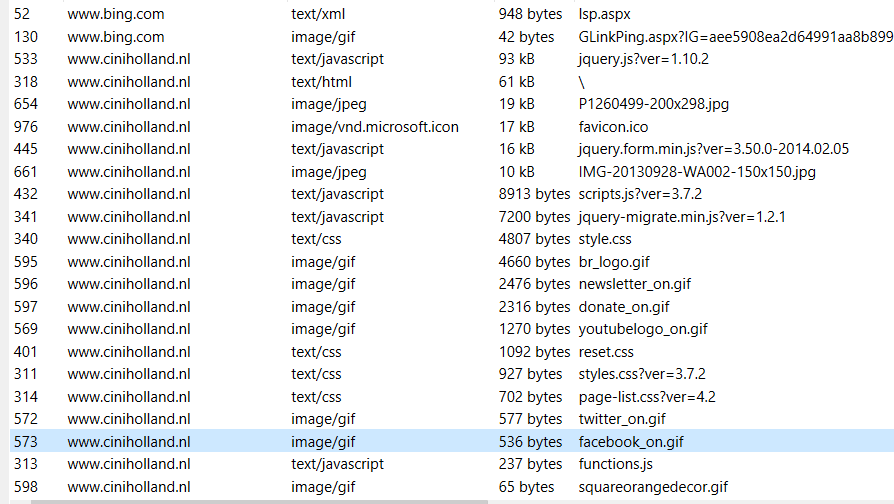 52 www.bing.com text/xml 948 bytes lsp.aspx
130 www.bing.com image/gif 42 bytes GLinkPing.aspx?IG=aee5908ea2d64991aa8b899
533 www.ciniholland.nl text/javascript 93 kB jquery.js?ver=1.10.2
318 www.ciniholland.nl text/html 61 kB \
654 www.ciniholland.nl image/jpeg 19 kB P1260499-200x298.jpg
976 www.ciniholland.nl image/vnd.microsoft.icon 17 kB favicon.ico
445 www.ciniholland.nl text/javascript 16 kB jquery.form.min.js?ver=3.50.0-2014.02.05
661 www.ciniholland.nl image/jpeg 10 kB IMG-20130928-WA002-150x150.jpg
432 www.ciniholland.nl text/javascript 8913 bytes scripts.js?ver=3.7.2
341 www.ciniholland.nl text/javascript 7200 bytes jquery-migrate.min.js?ver=1.2.1
340 www.ciniholland.nl text/css 4807 bytes style.css
595 www.ciniholland.nl image/gif 4660 bytes br_logo.gif
596 www.ciniholland.nl image/gif 2476 bytes newsletter_on.gif
597 www.ciniholland.nl image/gif 2316 bytes donate_on.gif
569 www.ciniholland.nl image/gif 1270 bytes youtubelogo_on.gif
401 www.ciniholland.nl text/css 1092 bytes reset.css
311 www.ciniholland.nl text/css 927 bytes styles.css?ver=3.7.2
314 www.ciniholland.nl text/css 702 bytes page-list.css?ver=4.2
572 www.ciniholland.nl image/gif 577 bytes twitter_on.gif
573 www.ciniholland.nl image/gif 536 bytes facebook_on.gif
313 www.ciniholland.nl text/javascript 237 bytes functions.js
598 www.ciniholland.nl image/gif 65 bytes squareorangedecor.gif